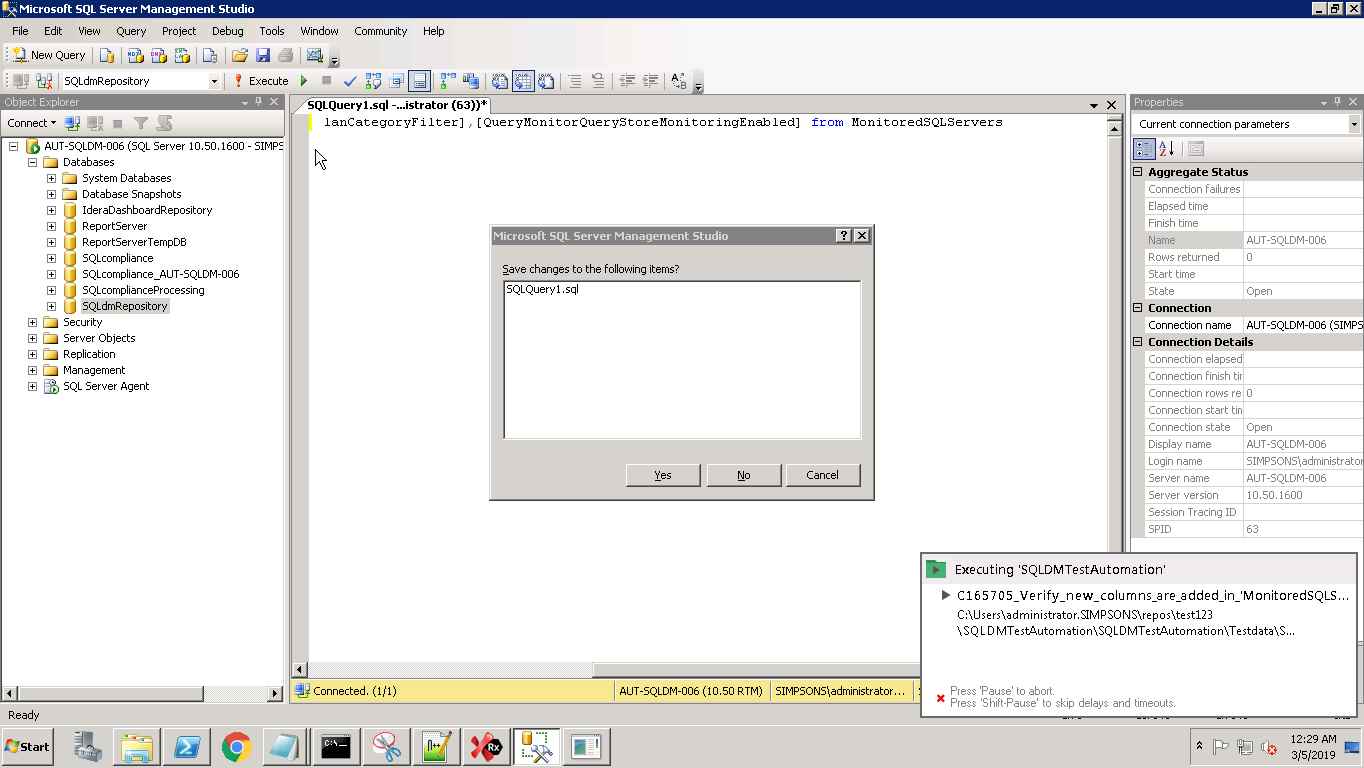 Microsoft SQL Server Management Studio
File Edit View Query Project Debug Tools Window Community Help
New Query
SQLdmRepository Execute
Object Explorer
Connect
AUT-SQLDM-006 (SQL Server 10.50.1600 - SIMPS
Databases
System Databases
Database Snapshots
IderaDashboardRepository
ReportServer
ReportServerTempDB
SQLcompliance
SQLcompliance_AUT-SQLDM-006
SQLcomplianceProcessing
SQLdmRepository
Security
Server Objects
Replication
Management
SQL Server Agent
SQLQuery1.sql -...istrator (63))*
lanCategoryFilter],[QueryMonitorQueryStoreMonitoringEnabled] from MonitoredSQLServers
Microsoft SQL Server Management Studio
Save changes to the following items?
SQLQuery1.sql
Yes No Cancel
Connected. (1/1) AUT-SQLDM-006 (10.50 RTM) SIMPSONS\administrator...
Properties
Current connection parameters
Aggregate Status
Connection failures
Elapsed time
Finish time
Name AUT-SQLDM-006
Rows returned 0
Start time
State Open
Connection
Connection name AUT-SQLDM-006 (SIMPS
Connection Details
Connection elapsed
Connection finish tir
Connection rows re 0
Connection start tin
Connection state Open
Display name AUT-SQLDM-006
Login name SIMPSONS\administrator
Server name AUT-SQLDM-006
Server version 10.50.1600
Session Tracing ID
SPID 63
Executing 'SQLDMTestAutomation'
C165705_Verify_new_columns_are_added_in_'MonitoredSQLS...
C:\Users\administrator.SIMPSONS\repos\test123
\SQLDMTestAutomation\SQLDMTestAutomation\Testdata\S...
Press 'Pause' to abort.
Press 'Shift-Pause' to skip delays and timeouts.
Ready
Start
12:29 AM
3/5/2019